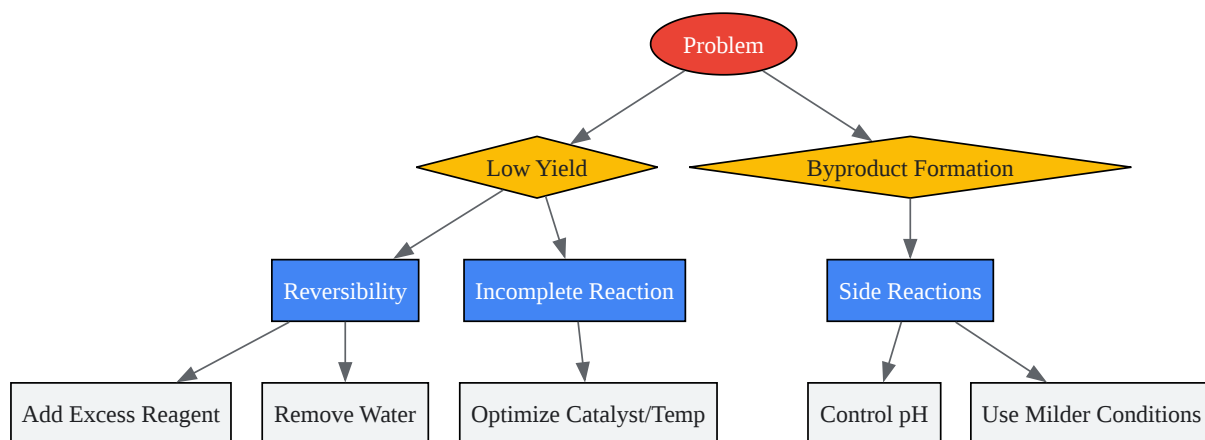 Problem
Low Yield
Byproduct Formation
Reversibility
Incomplete Reaction
Side Reactions
Add Excess Reagent
Remove Water
Optimize Catalyst/Temp
Control pH
Use Milder Conditions